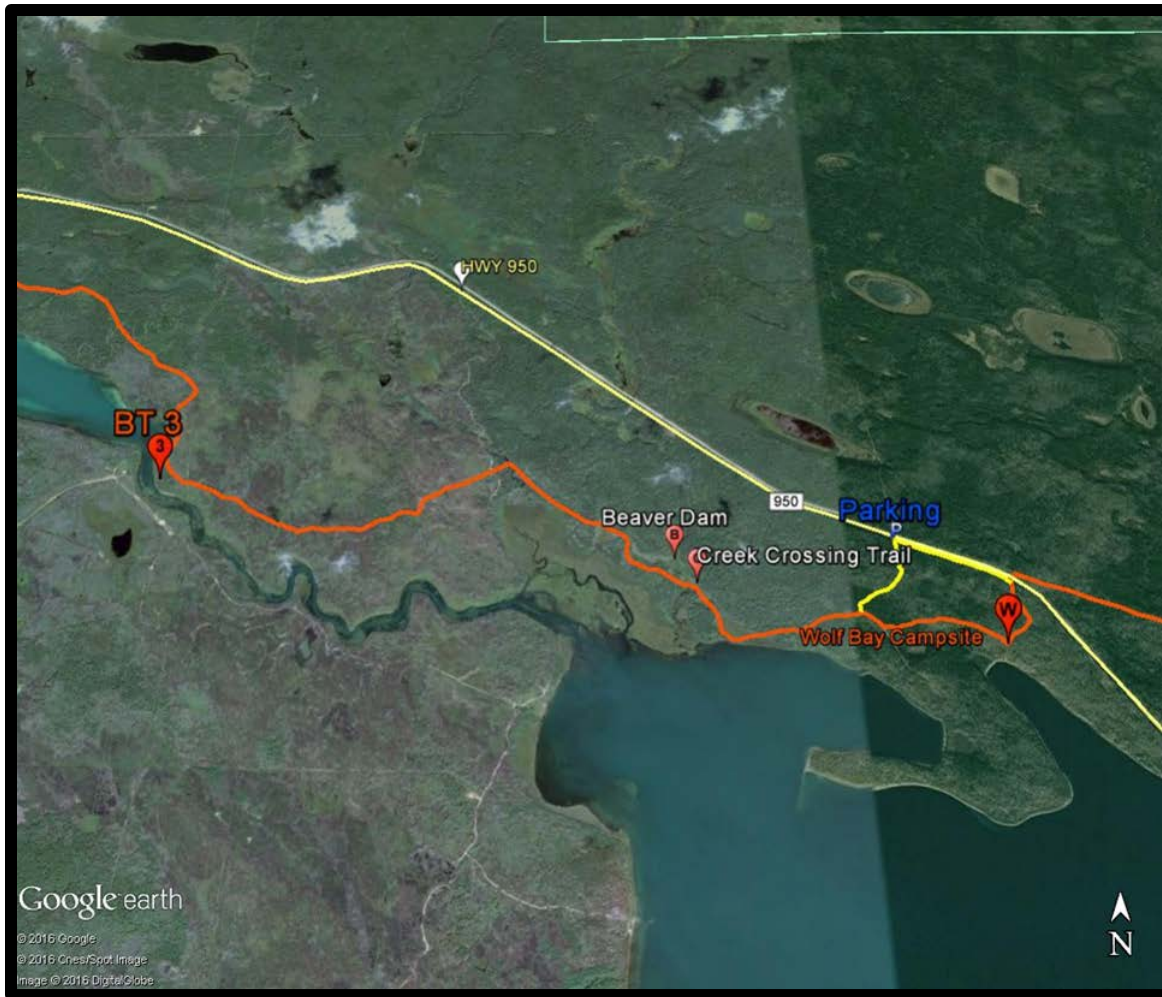 HWY 950
BT 3
3
950
Parking
P
Beaver Dam
B
Creek Crossing Trail
W
Wolf Bay Campsite
Google earth
© 2016 Google
© 2016 Cnes/Spot Image
Image © 2016 DigitalGlobe
N